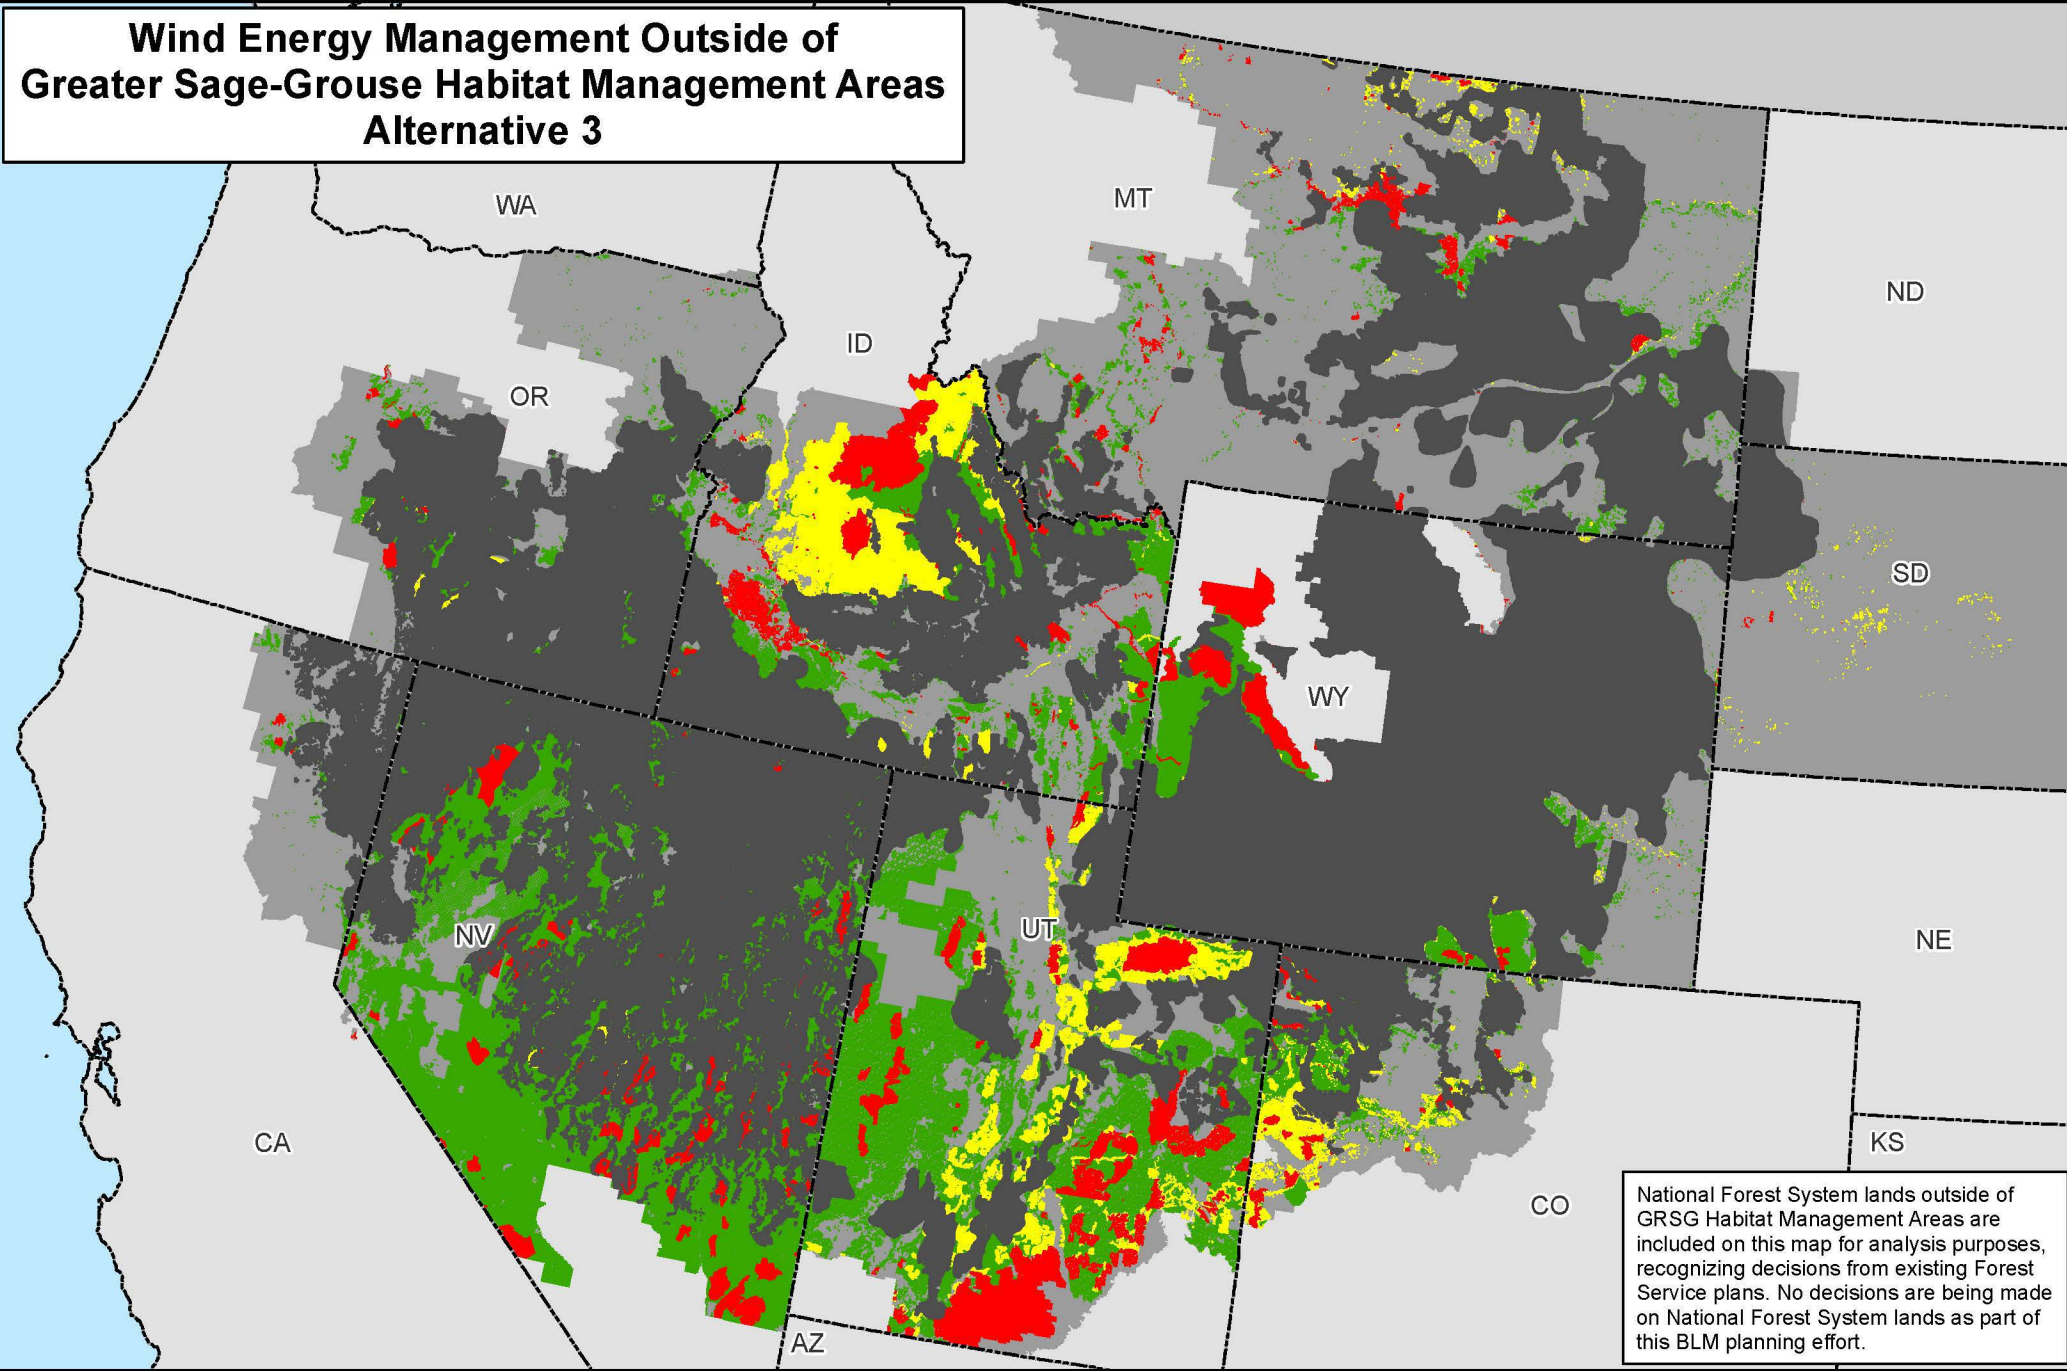 Wind Energy Management Outside of
Greater Sage-Grouse Habitat Management Areas
Alternative 3
WA
MT
ND
ID
OR
SD
WY
NV
UT
NE
CA
KS
CO
AZ
National Forest System lands outside of
GRSG Habitat Management Areas are
included on this map for analysis purposes,
recognizing decisions from existing Forest
Service plans. No decisions are being made
on National Forest System lands as part of
this BLM planning effort.